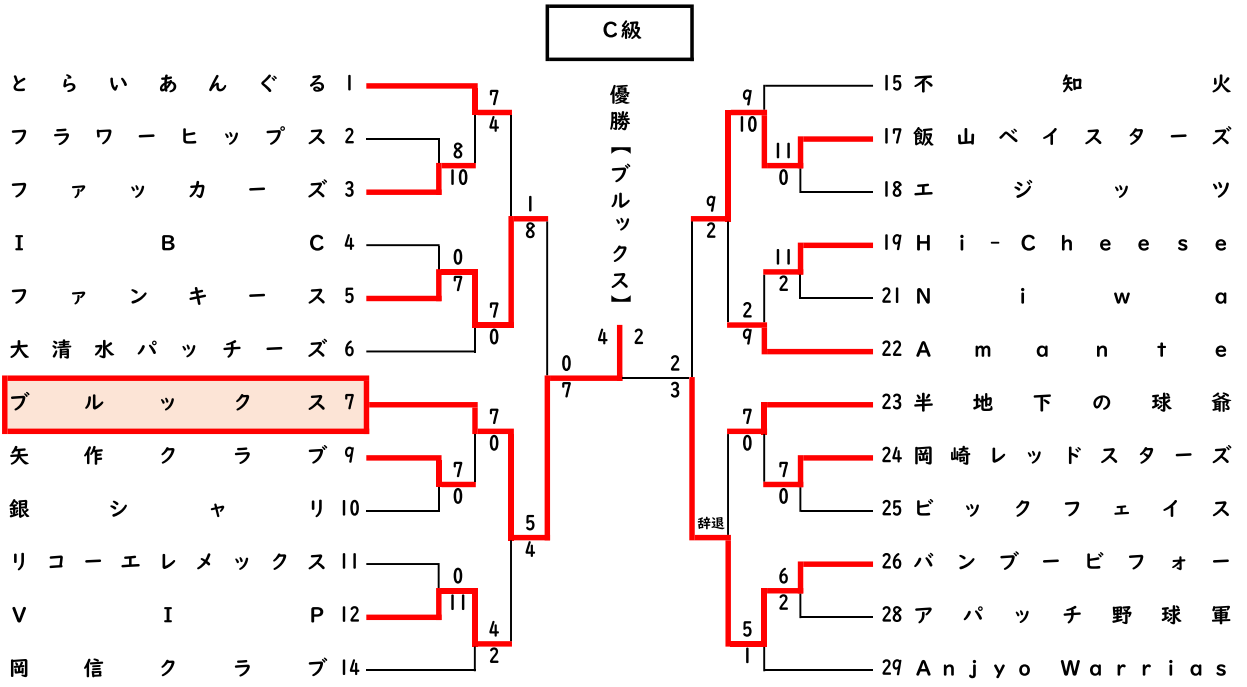 C級
優勝【ブルックス】
とらいあんぐる 1
フラワーヒップス 2
ファッカーズ 3
IBC 4
ファンキース 5
大清水パッチーズ 6
ブルックス 7
矢作クラブ 9
銀シャリ 10
リコーエレメックス 11
VIP 12
岡信クラブ 14
7
4
8
10
1
8
0
7
7
0
7
0
7
0
5
4
0
11
4
2
0
7
4 2
2
3
9
10
11
0
9
2
11
2
2
9
7
0
7
0
辞退
6
2
5
1
15 不知火
17 飯山ベイスターズ
18 エジッツ
19 Hi-Cheese
21 Niwa
22 Amante
23 半地下の球爺
24 岡崎レッドスターズ
25 ビックフェイス
26 バンブービフォー
28 アパッチ野球軍
29 Anjyo Warrias